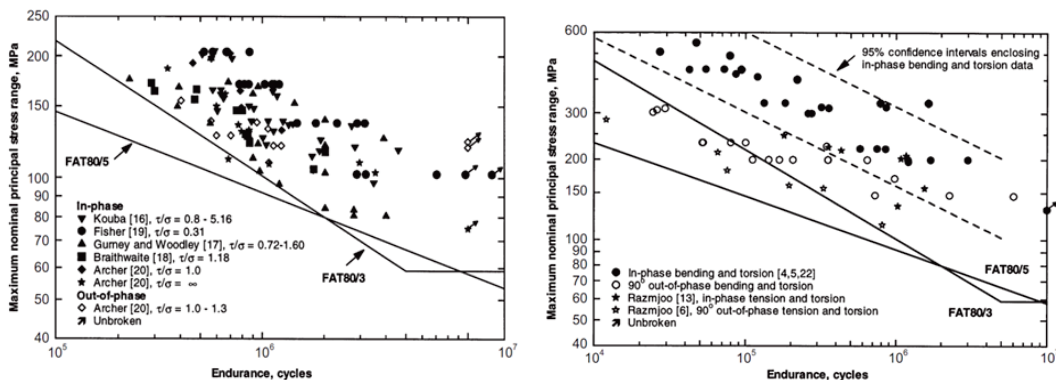 Maximum nominal principal stress range, MPa
250
200
150
100
90
80
70
60
50
40
FAT80/5
FAT80/3
In-phase
Kouba [16] τ/σ = 0.8 - 5.16
Fisher [19] τ/σ = 0.31
Gurney and Woodley [17] τ/σ = 0.72-1.60
Braithwaite [18] τ/σ = 1.18
Archer [20] τ/σ = 1.0
Archer [20] τ/σ = ∞
Out-of-phase
Archer [20] τ/σ = 1.0 - 1.3
Unbroken
10⁵
10⁶
10⁷
Endurance, cycles
Maximum nominal principal stress range, MPa
600
400
300
200
150
100
90
80
70
60
50
40
95% confidence intervals enclosing
in-phase bending and torsion data
FAT80/5
FAT80/3
In-phase bending and torsion [4,5,22]
90° out-of-phase bending and torsion
Razmjoo [13], in-phase tension and torsion
Razmjoo [6], 90° out-of-phase tension and torsion
Unbroken
10⁴
10⁵
10⁶
10⁷
Endurance, cycles